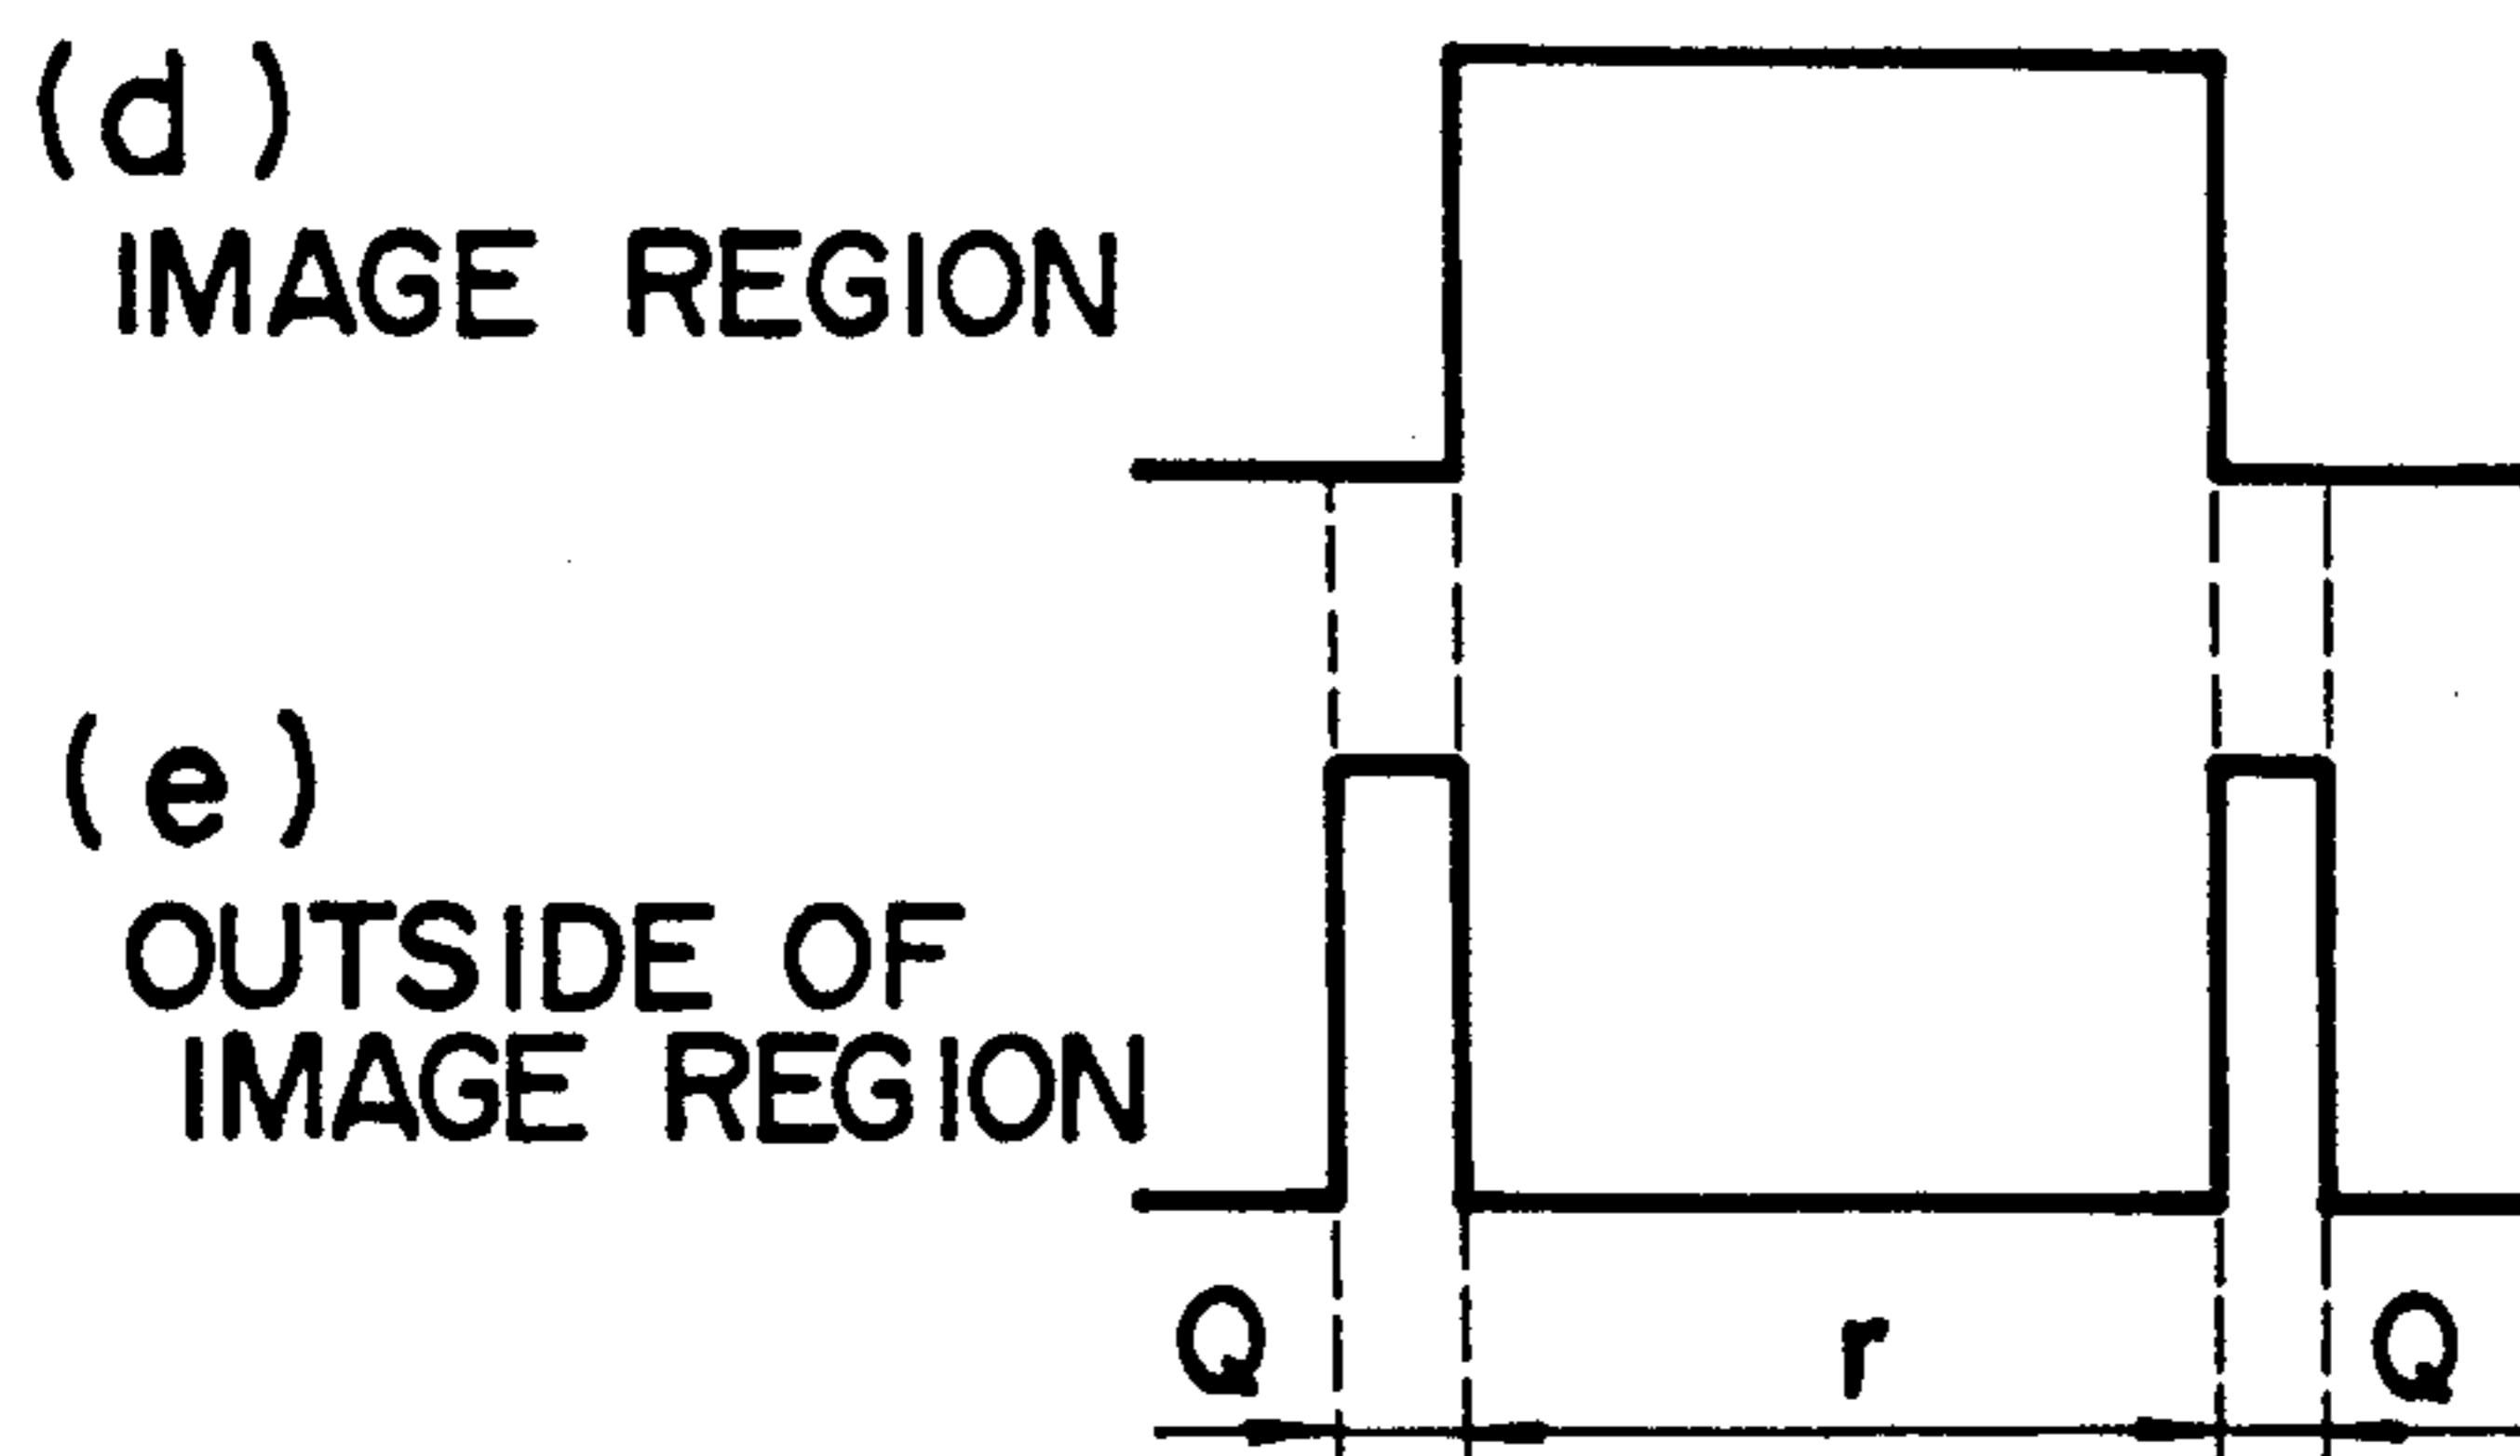 (d)
IMAGE REGION
(e)
OUTSIDE OF
IMAGE REGION
Q r Q